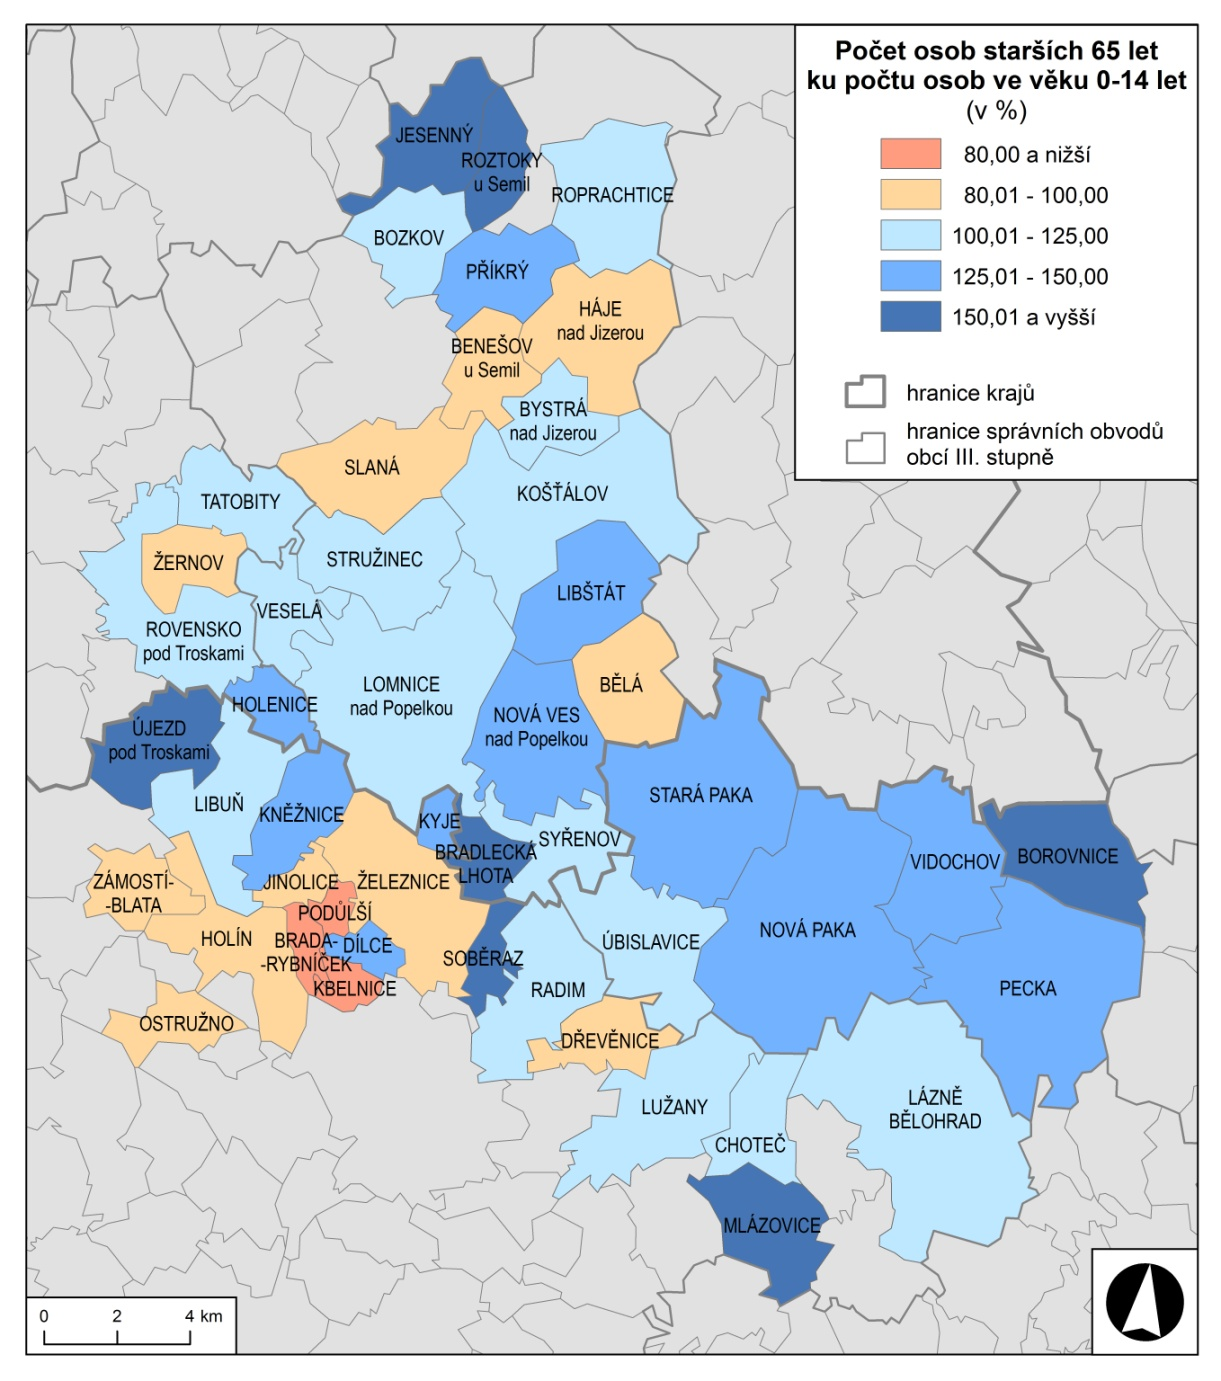 Počet osob starších 65 let
ku počtu osob ve věku 0-14 let
(v %)
80,00 a nižší
80,01 - 100,00
100,01 - 125,00
125,01 - 150,00
150,01 a vyšší
hranice krajů
hranice správních obvodů
obcí III. stupně
JESENNÝ
ROZTOKY
u Semil
ROPRACHTICE
BOZKOV
PŘÍKRÝ
HÁJE
nad Jizerou
BENEŠOV
u Semil
BYSTRÁ
nad Jizerou
SLANÁ
KOŠŤÁLOV
TATOBITY
ŽERNOV
STRUŽINEC
LIBŠTÁT
VESELÁ
ROVENSKO
pod Troskami
LOMNICE
nad Popelkou
BĚLÁ
HOLENICE
NOVÁ VES
nad Popelkou
ÚJEZD
pod Troskami
STARÁ PAKA
LIBUŇ
KNĚŽNICE
KYJE
SYŘENOV
BRADLECKÁ
LHOTA
VIDOCHOV
BOROVNICE
ZÁMOSTÍ-
-BLATA
JINOLICE
ŽELEZNICE
PODŮLŠÍ
HOLÍN
BRADA-
-RYBNÍČEK
DÍLCE
ÚBISLAVICE
NOVÁ PAKA
SOBĚRAZ
KBELNICE
RADIM
PECKA
OSTRUŽNO
DŘEVĚNICE
LUŽANY
LÁZNĚ
BĚLOHRAD
CHOTEČ
MLÁZOVICE
0 2 4 km